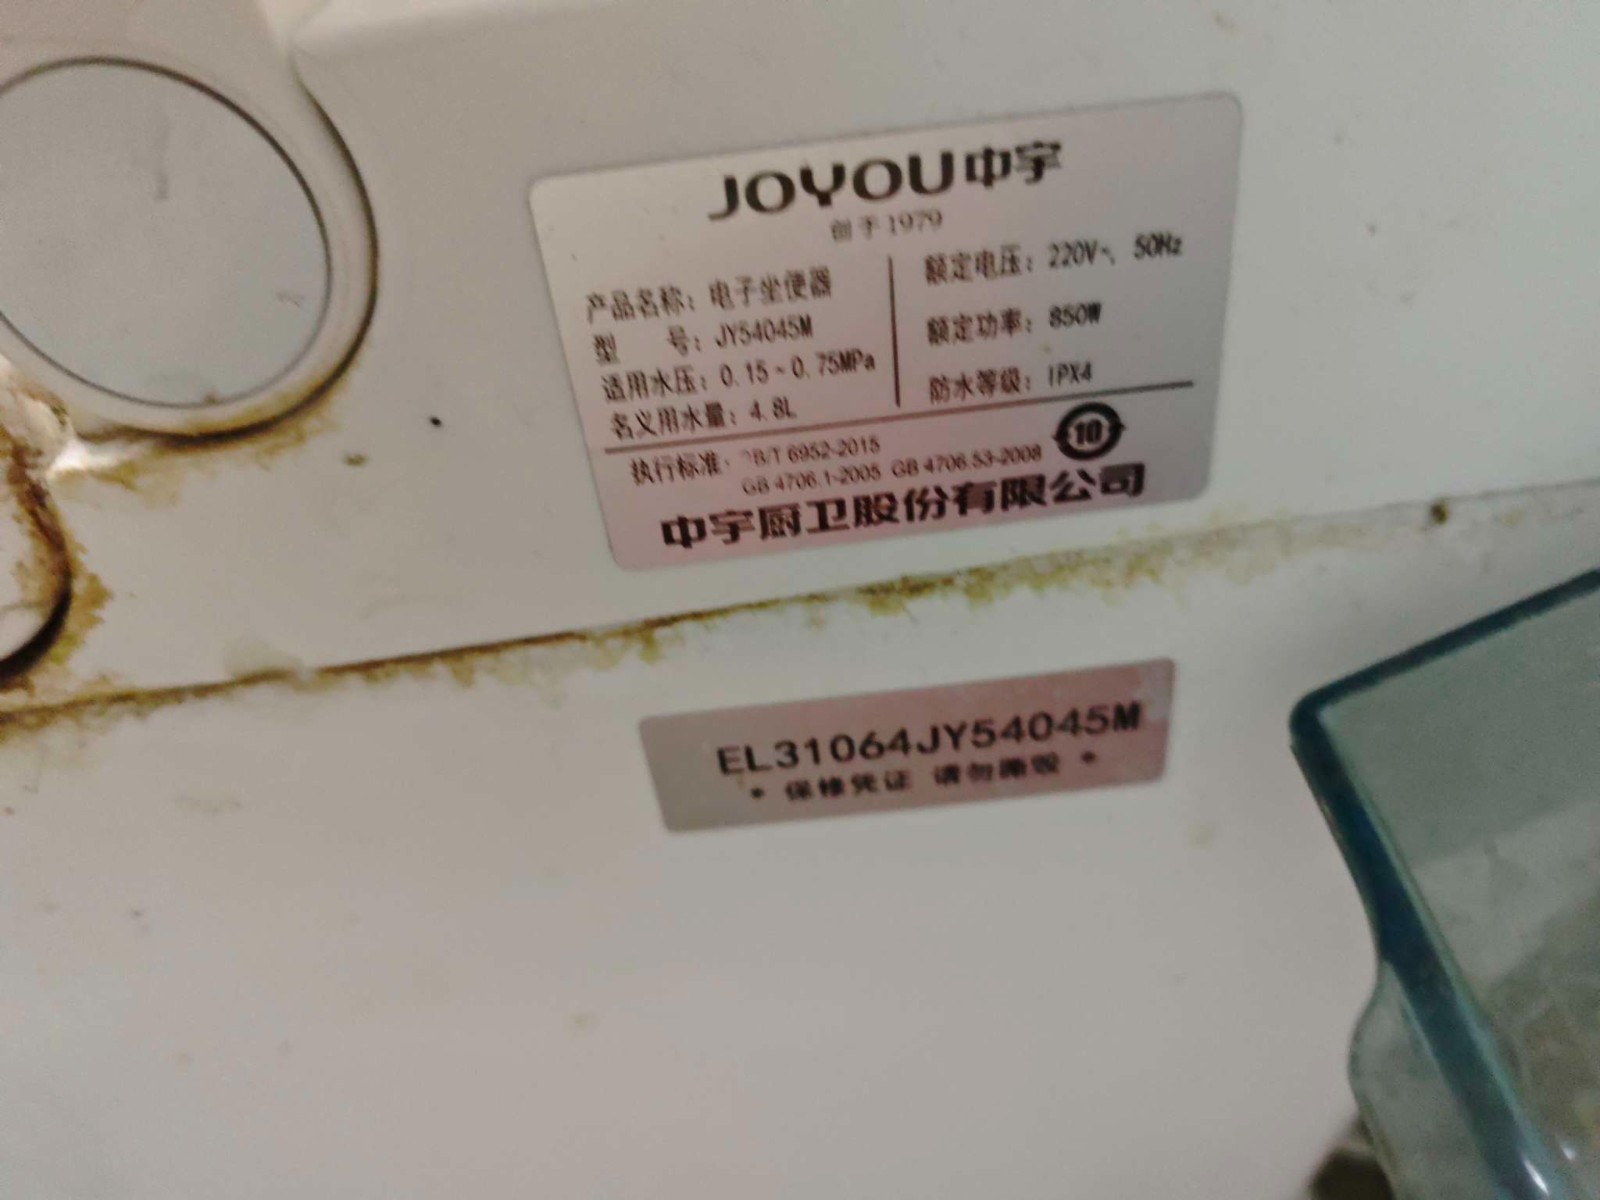 JOYOU中宇
创于1979
产品名称：电子坐便器
型 号：JY54045M
适用水压：0.15~0.75MPa
名义用水量：4.8L
额定电压：220V~, 50Hz
额定功率：850W
防水等级：IPX4
执行标准：GB/T 6952-2015
GB 4706.1-2005 GB 4706.53-2008
10
中宇厨卫股份有限公司
EL31064JY54045M
* 保修凭证 请勿撕毁 *